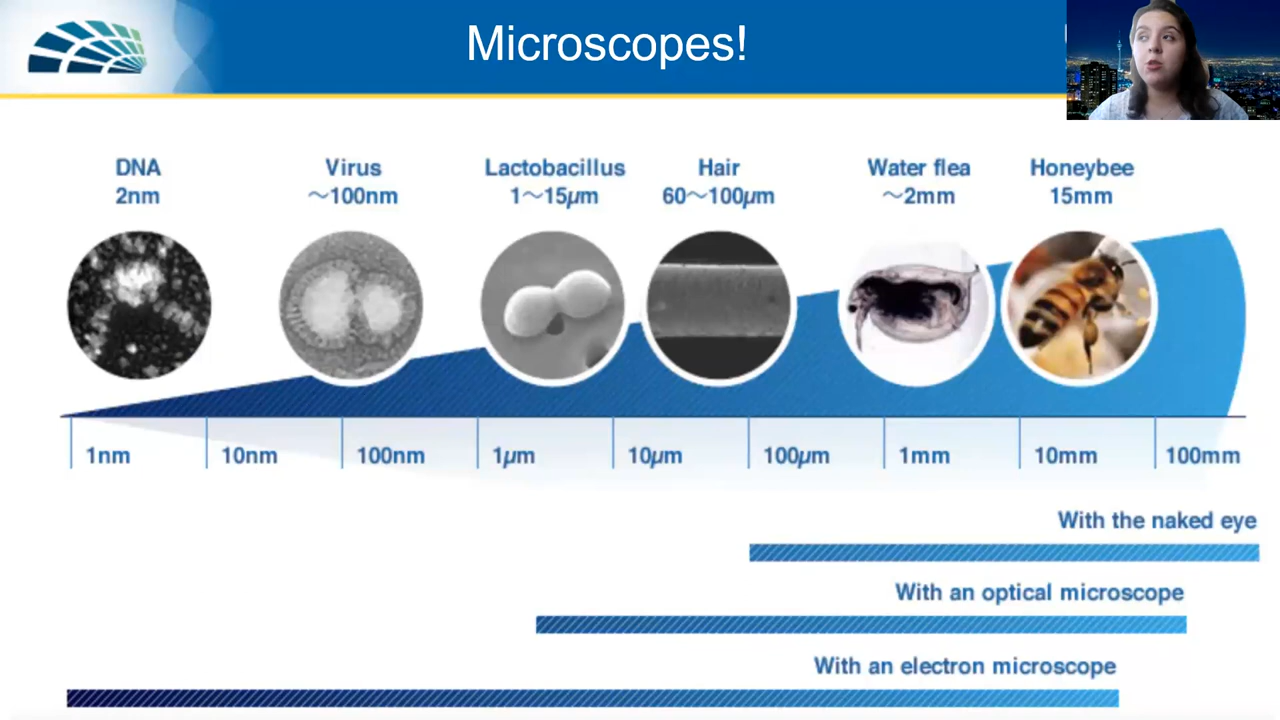 Microscopes!
DNA
2nm
Virus
～100nm
Lactobacillus
1～15μm
Hair
60～100μm
Water flea
～2mm
Honeybee
15mm
1nm
10nm
100nm
1μm
10μm
100μm
1mm
10mm
100mm
With the naked eye
With an optical microscope
With an electron microscope